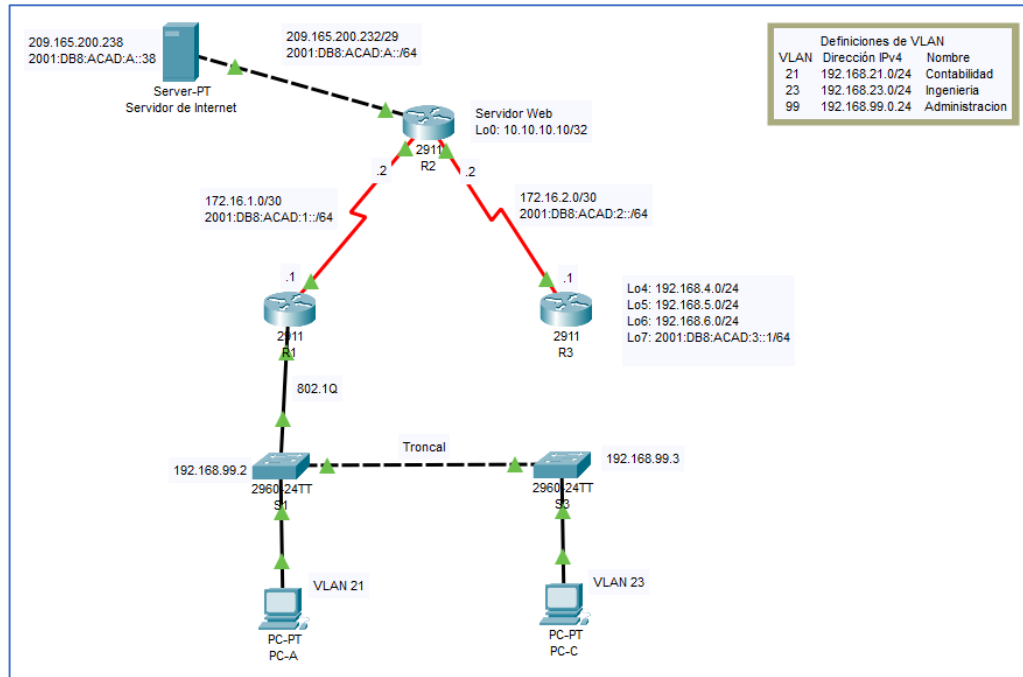 209.165.200.238
2001:DB8:ACAD:A::38
Server-PT
Servidor de Internet
209.165.200.232/29
2001:DB8:ACAD:A::/64
Definiciones de VLAN
VLAN Dirección IPv4 Nombre
21 192.168.21.0/24 Contabilidad
23 192.168.23.0/24 Ingenieria
99 192.168.99.0.24 Administracion
Servidor Web
Lo0: 10.10.10.10/32
2911
R2
.2
.2
172.16.1.0/30
2001:DB8:ACAD:1::/64
172.16.2.0/30
2001:DB8:ACAD:2::/64
.1
.1
2911
R1
2911
R3
Lo4: 192.168.4.0/24
Lo5: 192.168.5.0/24
Lo6: 192.168.6.0/24
Lo7: 2001:DB8:ACAD:3::1/64
802.1Q
Troncal
192.168.99.2
2960-24TT
S1
192.168.99.3
2960-24TT
S3
VLAN 21
PC-PT
PC-A
VLAN 23
PC-PT
PC-C